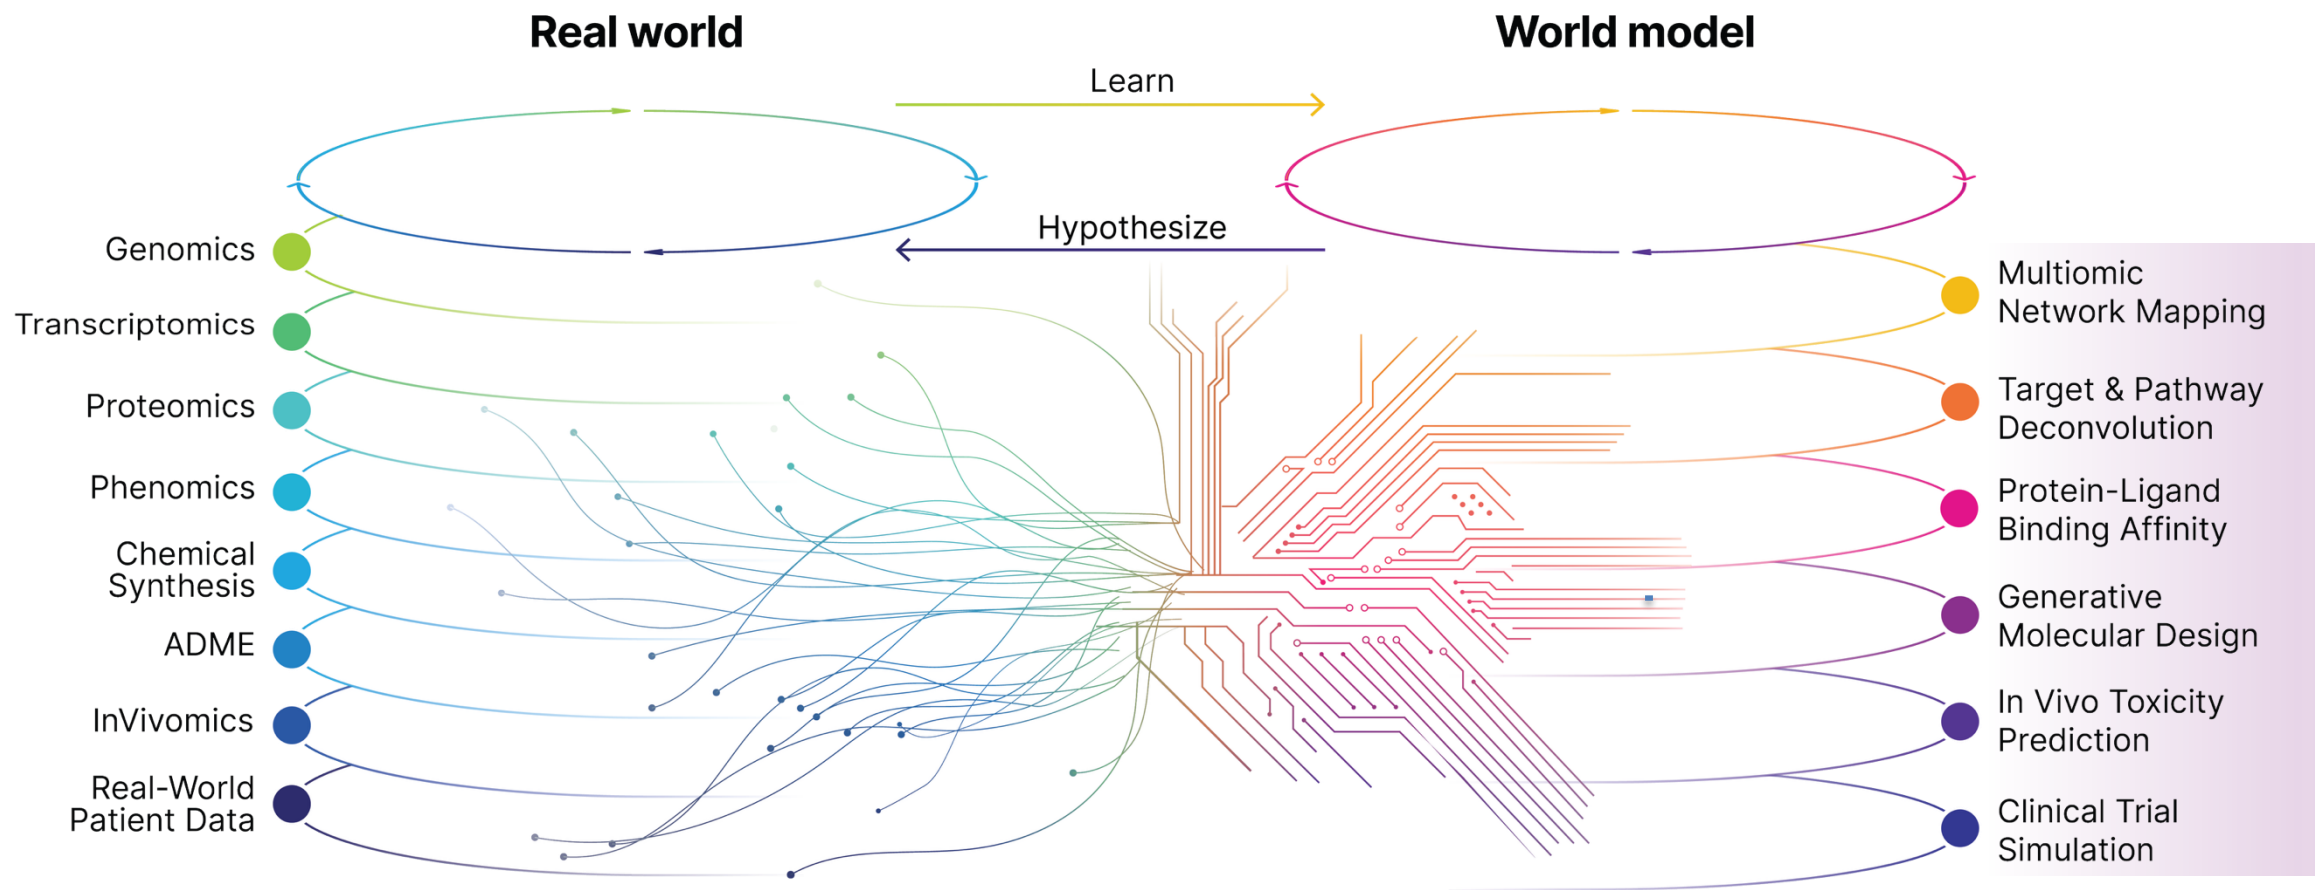 Real world
World model
Learn
Hypothesize
Genomics
Transcriptomics
Proteomics
Phenomics
Chemical
Synthesis
ADME
InVivomics
Real-World
Patient Data
Multiomic
Network Mapping
Target & Pathway
Deconvolution
Protein-Ligand
Binding Affinity
Generative
Molecular Design
In Vivo Toxicity
Prediction
Clinical Trial
Simulation